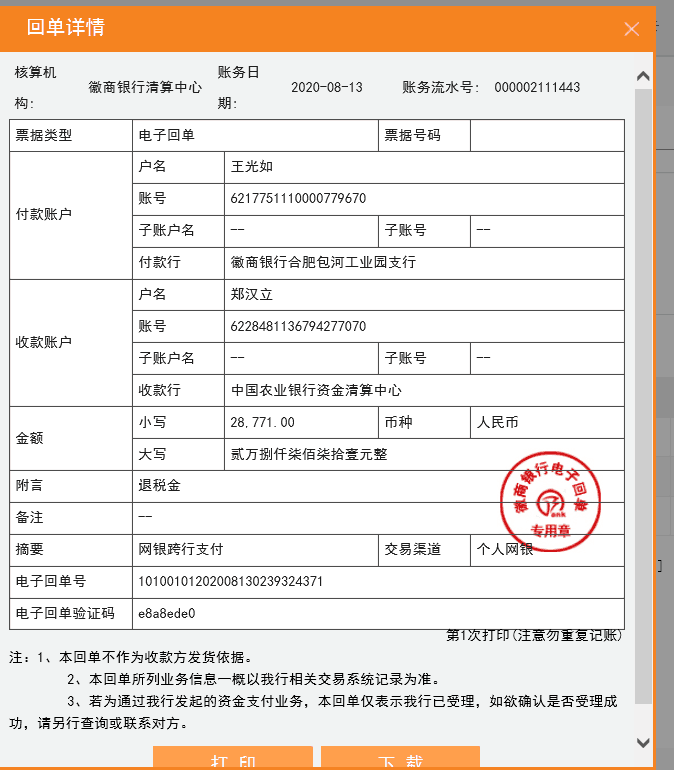 回单详情
核算机构: 徽商银行清算中心 账务日期: 2020-08-13 账务流水号: 000002111443
票据类型 电子回单 票据号码
付款账户 户名 王光如
账号 6217751110000779670
子账户名 -- 子账号 --
付款行 徽商银行合肥包河工业园支行
收款账户 户名 郑汉立
账号 6228481136794277070
子账户名 -- 子账号 --
收款行 中国农业银行资金清算中心
金额 小写 28,771.00 币种 人民币
大写 贰万捌仟柒佰柒拾壹元整
附言 退税金
徽商银行电子回单
专用章
备注 --
摘要 网银跨行支付 交易渠道 个人网银
电子回单号 10100101202008130239324371
电子回单验证码 e8a8ede0
第1次打印(注意勿重复记账)
注：1、本回单不作为收款方发货依据。
2、本回单所列业务信息一概以我行相关交易系统记录为准。
3、若为通过我行发起的资金支付业务，本回单仅表示我行已受理，如欲确认是否受理成
功，请另行查询或联系对方。
打 印 下 载